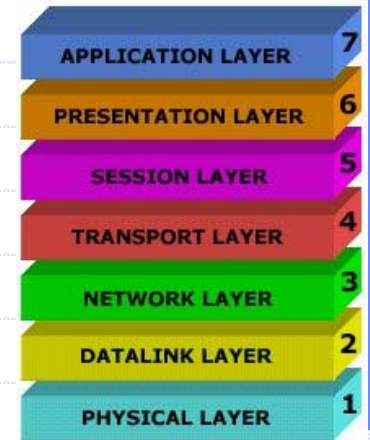 APPLICATION LAYER 7
PRESENTATION LAYER 6
SESSION LAYER 5
TRANSPORT LAYER 4
NETWORK LAYER 3
DATALINK LAYER 2
PHYSICAL LAYER 1